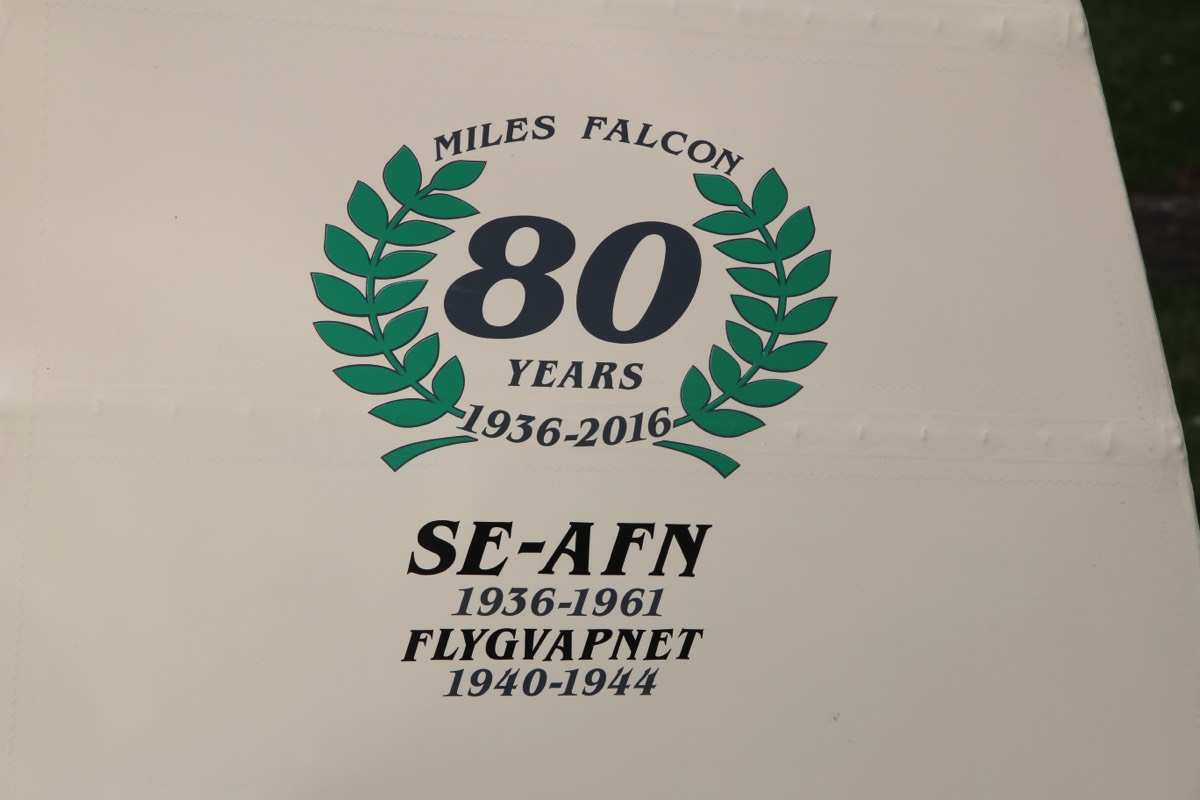 MILES FALCON
80
YEARS
1936-2016
SE-AFN
1936-1961
FLYGVAPNET
1940-1944